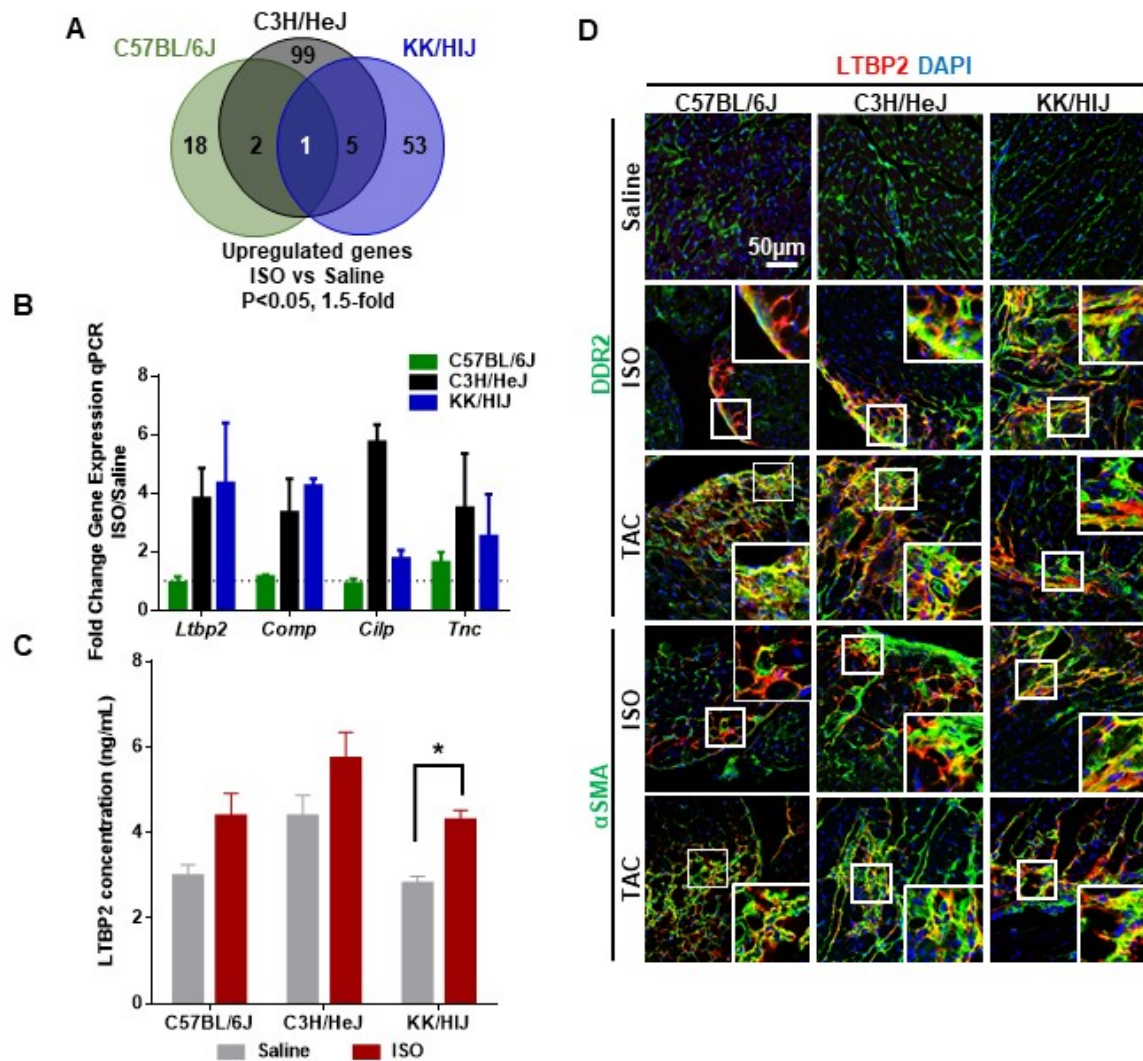 A
C57BL/6J
C3H/HeJ
KK/HIJ
99
18
2
1
5
53
Upregulated genes
ISO vs Saline
P<0.05, 1.5-fold
B
Fold Change Gene Expression qPCR
ISO/Saline
8
6
4
2
0
C57BL/6J
C3H/HeJ
KK/HIJ
Ltbp2
Comp
Cilp
Tnc
C
LTBP2 concentration (ng/mL)
8
6
4
2
0
*
C57BL/6J
C3H/HeJ
KK/HIJ
Saline
ISO
D
LTBP2 DAPI
C57BL/6J
C3H/HeJ
KK/HIJ
DDR2
Saline
50µm
ISO
TAC
αSMA
ISO
TAC